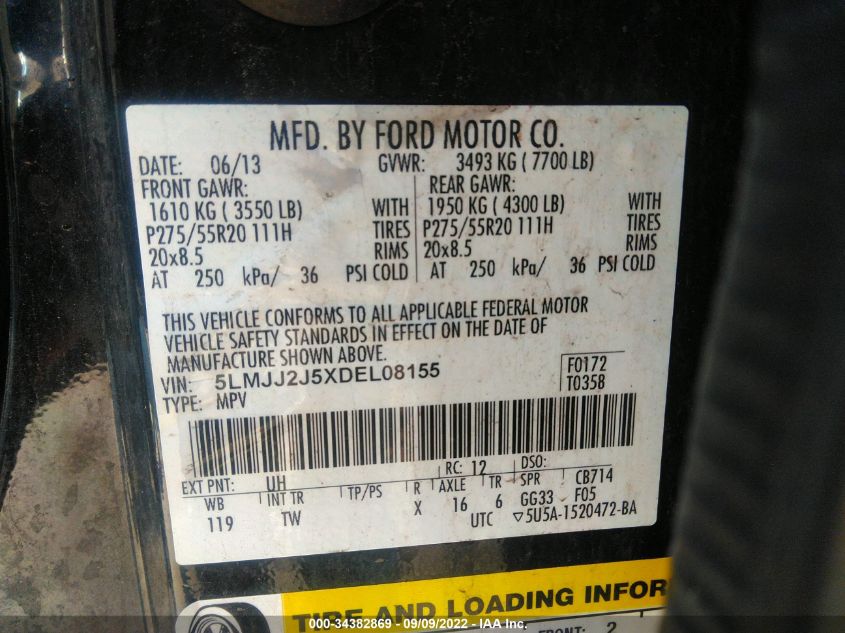 MFD. BY FORD MOTOR CO.
DATE: 06/13 GVWR: 3493 KG ( 7700 LB)
FRONT GAWR: REAR GAWR:
1610 KG ( 3550 LB) WITH 1950 KG ( 4300 LB) WITH
P275/55R20 111H TIRES P275/55R20 111H TIRES
20x8.5 RIMS 20x8.5 RIMS
AT 250 kPa/ 36 PSI COLD AT 250 kPa/ 36 PSI COLD
THIS VEHICLE CONFORMS TO ALL APPLICABLE FEDERAL MOTOR
VEHICLE SAFETY STANDARDS IN EFFECT ON THE DATE OF
MANUFACTURE SHOWN ABOVE.
VIN: 5LMJJ2J5XDEL08155 F0172
TYPE: MPV T0358
EXT PNT: UH RC: 12 DSO:
WB INT TR TP/PS R AXLE TR SPR CB714
119 TW X 16 6 GG33 F05
UTC ▽5U5A-1520472-BA
TIRE AND LOADING INFOR
FRONT: 2
000-34382869 - 09/09/2022 - IAA Inc.